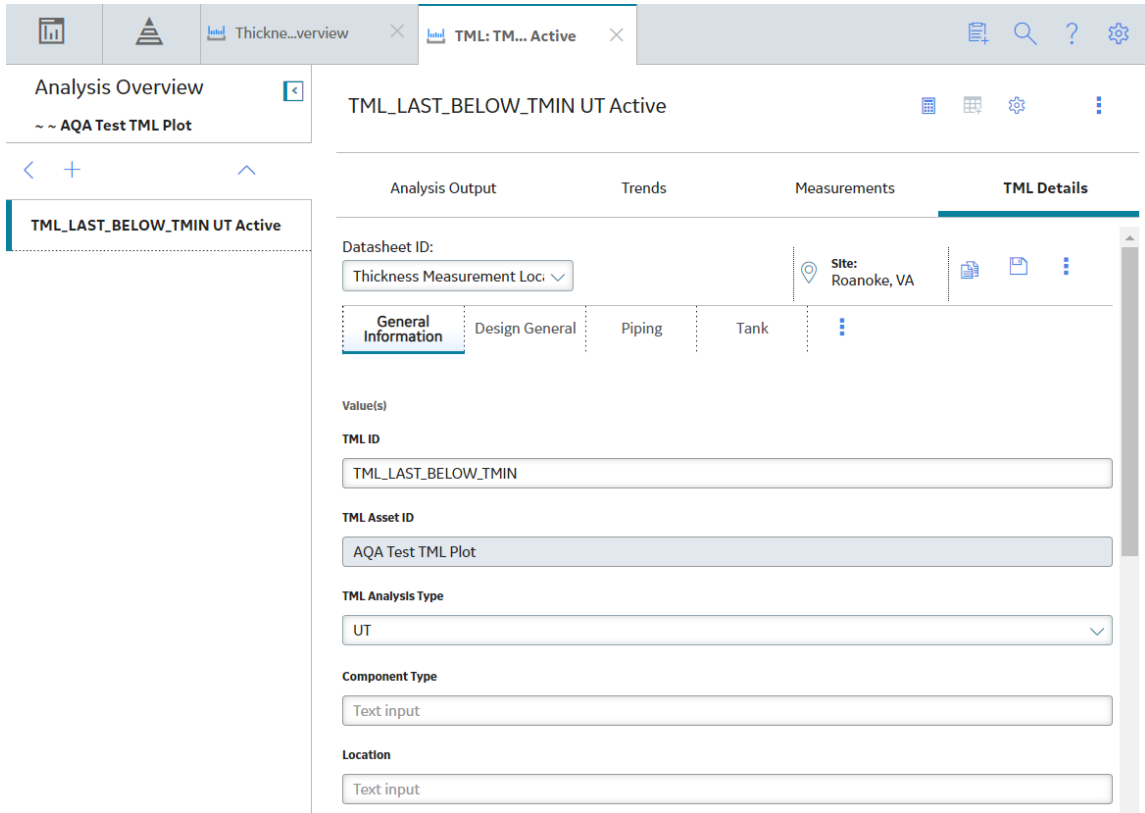 Thickne...verview
TML: TM... Active
Analysis Overview
~ ~ AQA Test TML Plot
TML_LAST_BELOW_TMIN UT Active
TML_LAST_BELOW_TMIN UT Active
Analysis Output
Trends
Measurements
TML Details
Datasheet ID:
Thickness Measurement Loca
Site:
Roanoke, VA
General
Information
Design General
Piping
Tank
Value(s)
TML ID
TML_LAST_BELOW_TMIN
TML Asset ID
AQA Test TML Plot
TML Analysis Type
UT
Component Type
Text input
Location
Text input